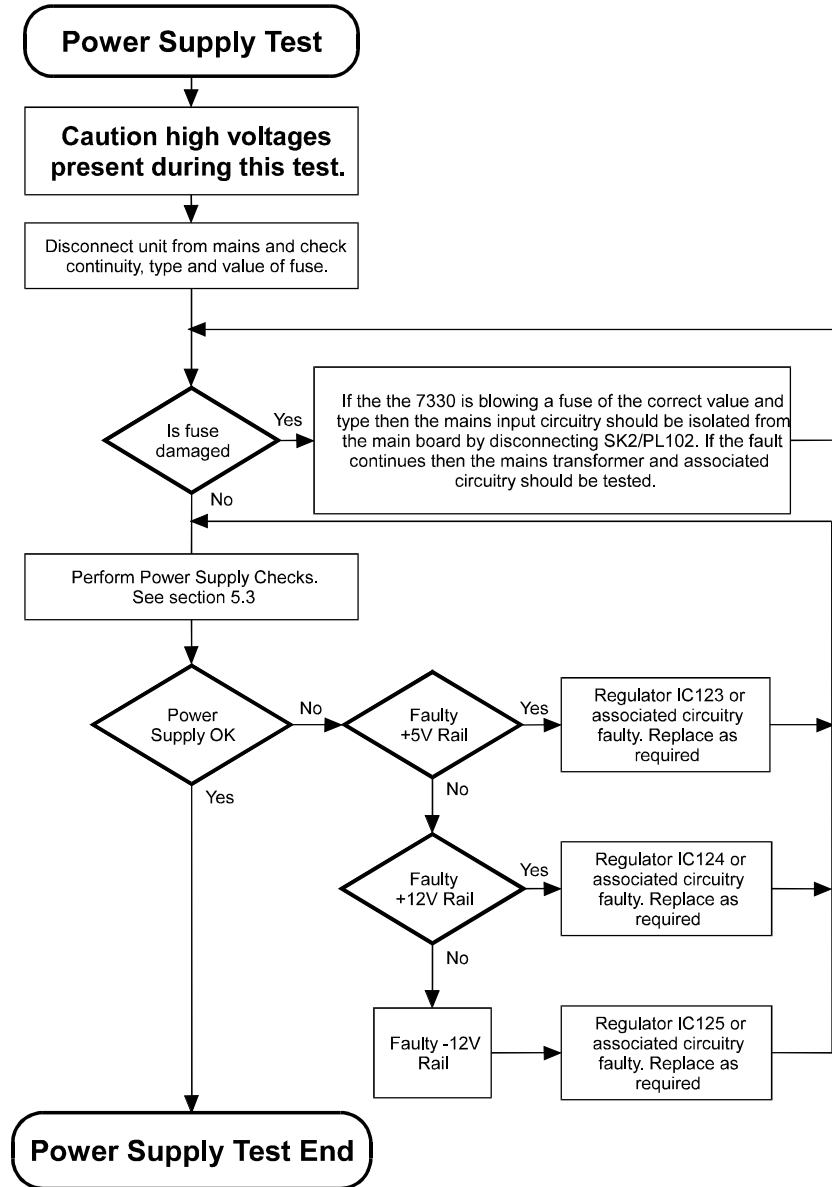 Power Supply Test
Caution high voltages
present during this test.
Disconnect unit from mains and check
continuity, type and value of fuse.
Is fuse
damaged
Yes
If the the 7330 is blowing a fuse of the correct value and
type then the mains input circuitry should be isolated from
the main board by disconnecting SK2/PL102. If the fault
continues then the mains transformer and associated
circuitry should be tested.
No
Perform Power Supply Checks.
See section 5.3
Power
Supply OK
No
Faulty
+5V Rail
Yes
Regulator IC123 or
associated circuitry
faulty. Replace as
required
Yes
No
Faulty
+12V Rail
Yes
Regulator IC124 or
associated circuitry
faulty. Replace as
required
No
Faulty -12V
Rail
Regulator IC125 or
associated circuitry
faulty. Replace as
required
Power Supply Test End